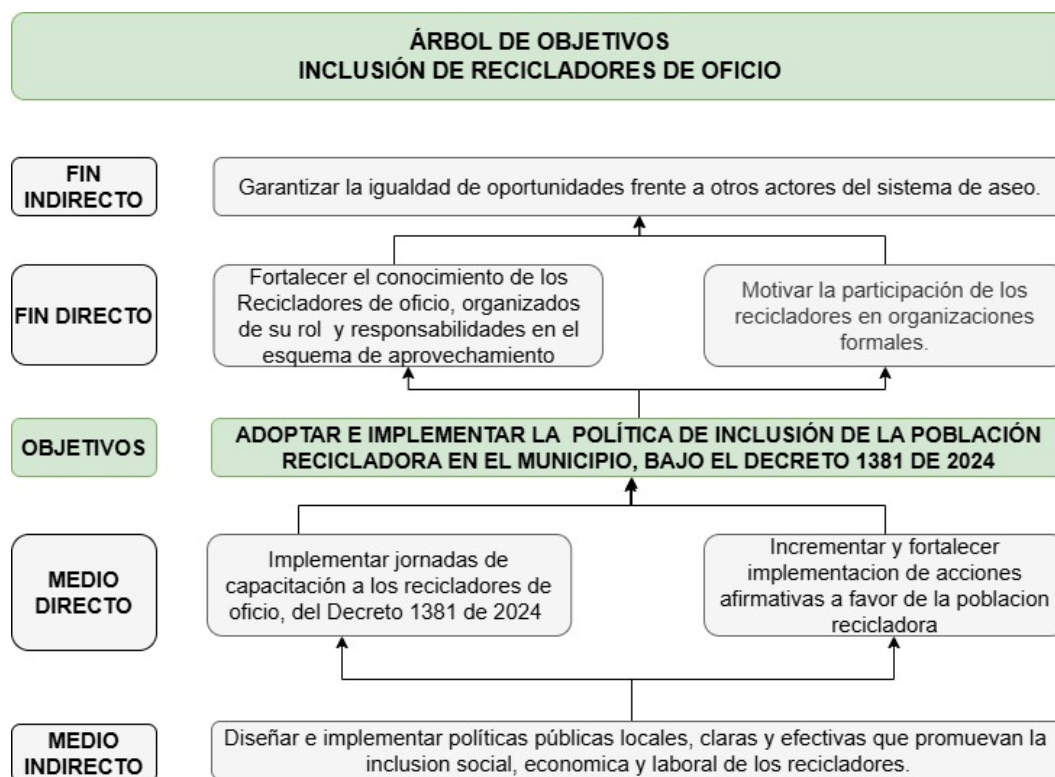 ÁRBOL DE OBJETIVOS
INCLUSIÓN DE RECICLADORES DE OFICIO
FIN
INDIRECTO
Garantizar la igualdad de oportunidades frente a otros actores del sistema de aseo.
FIN DIRECTO
Fortalecer el conocimiento de los
Recicladores de oficio, organizados
de su rol y responsabilidades en el
esquema de aprovechamiento
Motivar la participación de los
recicladores en organizaciones
formales.
OBJETIVOS
ADOPTAR E IMPLEMENTAR LA POLÍTICA DE INCLUSIÓN DE LA POBLACIÓN
RECICLADORA EN EL MUNICIPIO, BAJO EL DECRETO 1381 DE 2024
MEDIO
DIRECTO
Implementar jornadas de
capacitación a los recicladores de
oficio, del Decreto 1381 de 2024
Incrementar y fortalecer
implementacion de acciones
afirmativas a favor de la poblacion
recicladora
MEDIO
INDIRECTO
Diseñar e implementar políticas públicas locales, claras y efectivas que promuevan la
inclusion social, economica y laboral de los recicladores.